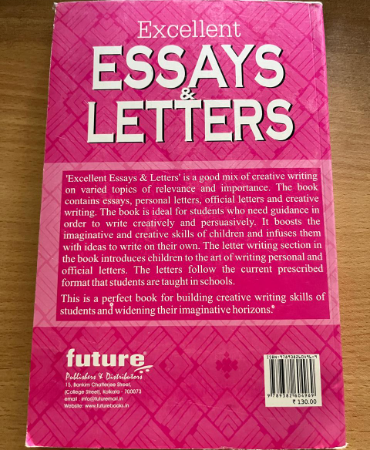 Excellent
ESSAYS
&
LETTERS
'Excellent Essays & Letters' is a good mix of creative writing
on varied topics of relevance and importance. The book
contains essays, personal letters, official letters and creative
writing. The book is ideal for students who need guidance in
order to write creatively and persuasively. It boosts the
imaginative and creative skills of children and infuses them
with ideas to write on their own. The letter writing section in
the book introduces children to the art of writing personal and
official letters. The letters follow the current prescribed
format that students are taught in schools.
This is a perfect book for building creative writing skills of
students and widening their imaginative horizons.
future
Publishers & Distributors
15, Bankim Chatterjee Street,
(College Street), Kolkata - 700073
email : info@futuremail.in
Website: www.futurebooks.in
₹ 130.00